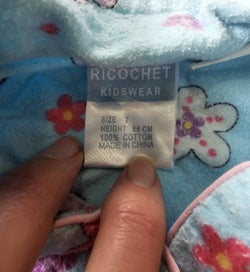 RICOCHET
KIDSWEAR
SIZE 2
HEIGHT 88 CM
100% COTTON
MADE IN CHINA